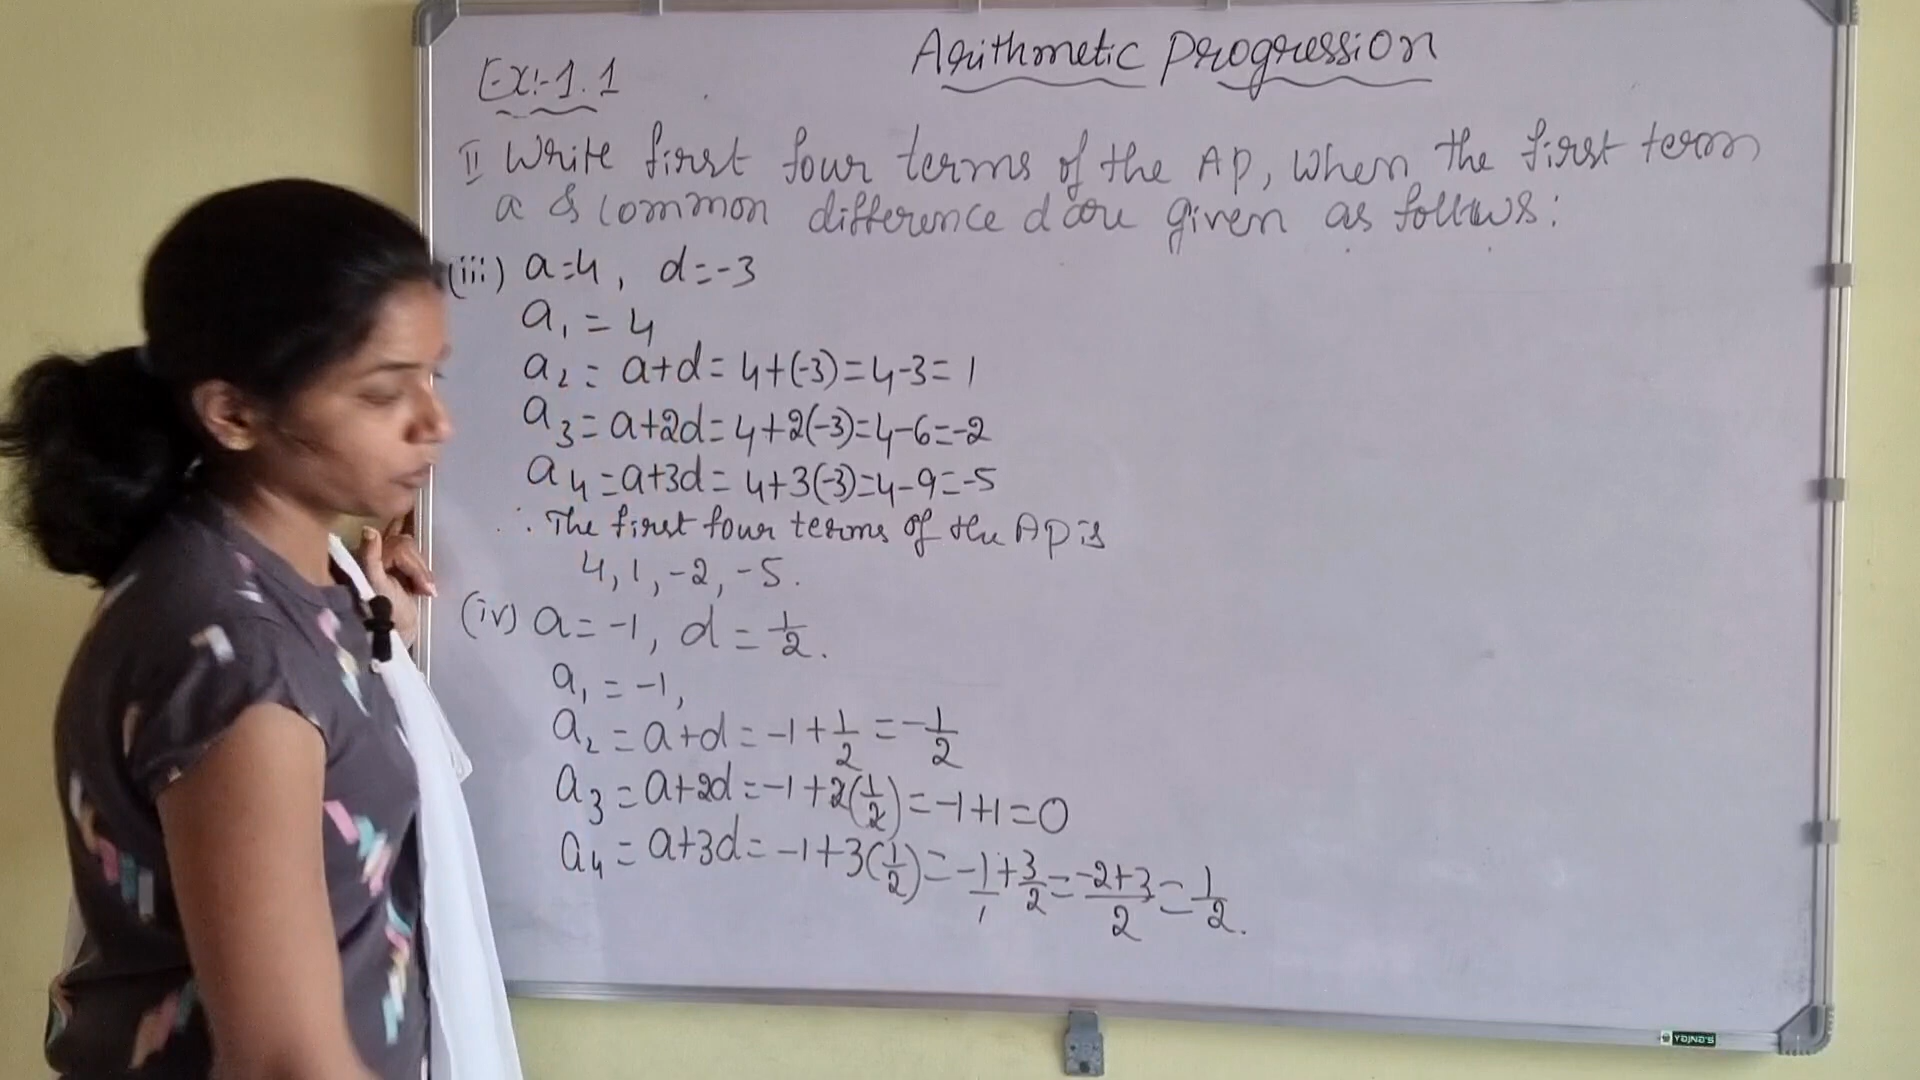 Arithmetic Progression
Ex:-1.1
II Write first four terms of the AP, when the first term
a & common difference d are given as follows:
(iii) a=4, d=-3
a₁ = 4
a₂ = a+d = 4+(-3)=4-3= 1
a₃ = a+2d= 4+2(-3)=4-6=-2
a₄ =a+3d= 4+3(-3)=4-9=-5
∴ The first four terms of the AP is
4, 1, -2, -5.
(iv) a= -1, d = 1/2.
a₁ = -1,
a₂ = a+d = -1+1/2 = -1/2
a₃ = a+2d = -1+2(1/2) = -1+1=0
a₄ = a+3d= -1+3(1/2)= -1/1+3/2= -2+3/2 = 1/2.
YAJNA'S